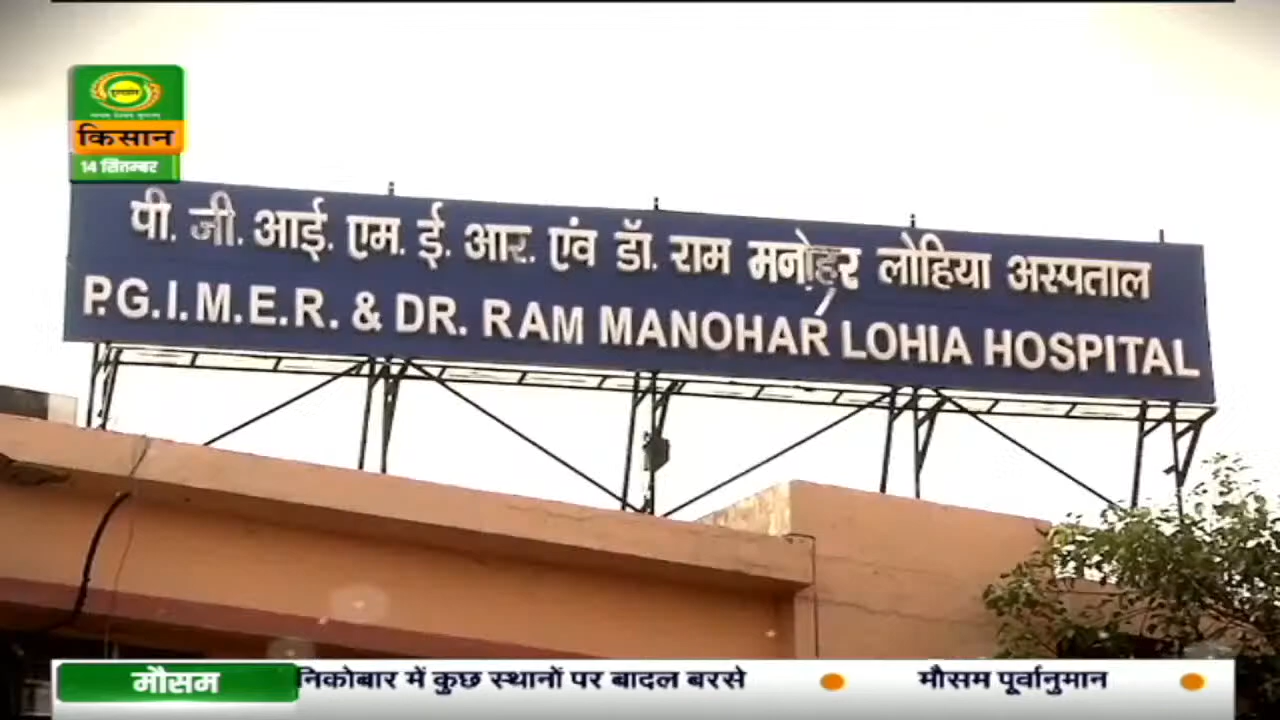 किसान
14 सितम्बर
पी. जी. आई. एम. ई. आर. एंव डॉ. राम मनोहर लोहिया अस्पताल
P.G.I.M.E.R. & DR. RAM MANOHAR LOHIA HOSPITAL
मौसम
निकोबार में कुछ स्थानों पर बादल बरसे
मौसम पूर्वानुमान